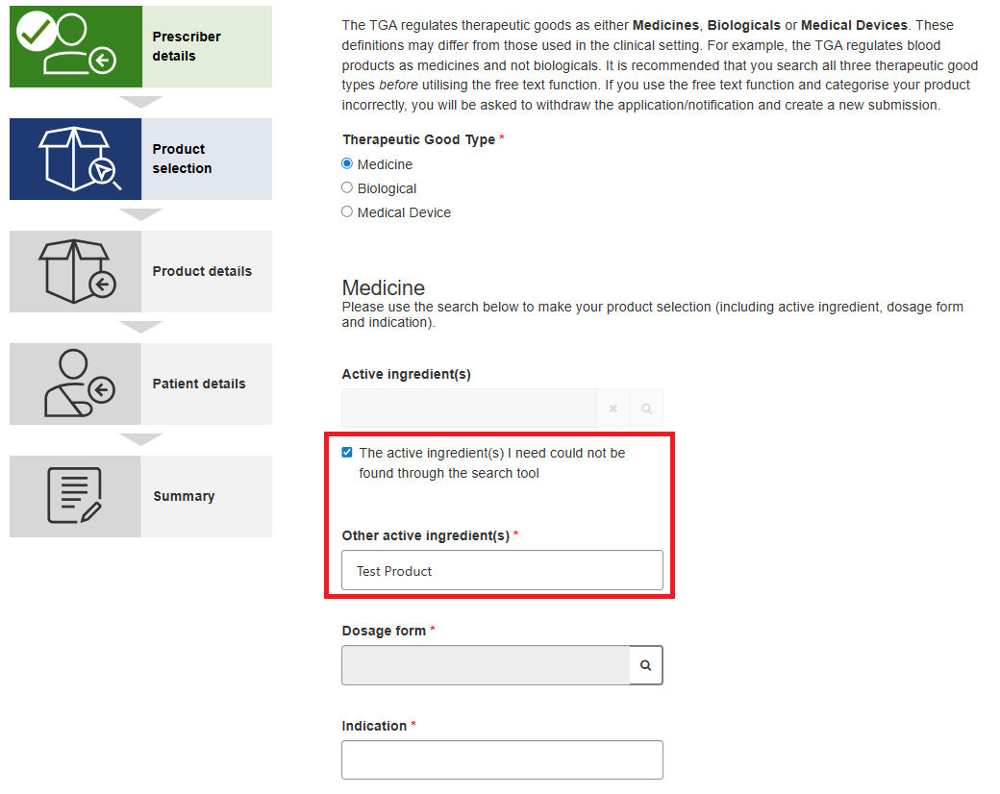 Prescriber
details
Product
selection
Product details
Patient details
Summary
The TGA regulates therapeutic goods as either Medicines, Biologicals or Medical Devices. These
definitions may differ from those used in the clinical setting. For example, the TGA regulates blood
products as medicines and not biologicals. It is recommended that you search all three therapeutic good
types before utilising the free text function. If you use the free text function and categorise your product
incorrectly, you will be asked to withdraw the application/notification and create a new submission.
Therapeutic Good Type *
Medicine
Biological
Medical Device
Medicine
Please use the search below to make your product selection (including active ingredient, dosage form
and indication).
Active ingredient(s)
The active ingredient(s) I need could not be
found through the search tool
Other active ingredient(s) *
Test Product
Dosage form *
Indication *